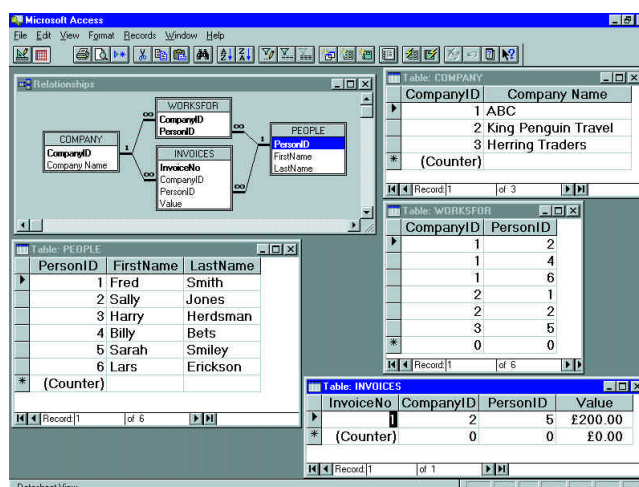 Microsoft Access
File Edit View Format Records Window Help
Relationships
COMPANY
CompanyID
Company Name
1
∞
∞
WORKSFOR
CompanyID
PersonID
∞
∞
INVOICES
InvoiceNo
CompanyID
PersonID
Value
1
PEOPLE
PersonID
FirstName
LastName
Table: COMPANY
CompanyID Company Name
1 ABC
2 King Penguin Travel
3 Herring Traders
* (Counter)
Record: 1 of 3
Table: WORKSFOR
CompanyID PersonID
1 2
1 4
1 6
2 1
2 2
3 5
* 0 0
Record: 1 of 6
Table: PEOPLE
PersonID FirstName LastName
1 Fred Smith
2 Sally Jones
3 Harry Herdsman
4 Billy Bets
5 Sarah Smiley
6 Lars Erickson
* (Counter)
Record: 1 of 6
Table: INVOICES
InvoiceNo CompanyID PersonID Value
1 2 5 £200.00
* (Counter) 0 0 £0.00
Record: 1 of 1
Datasheet View